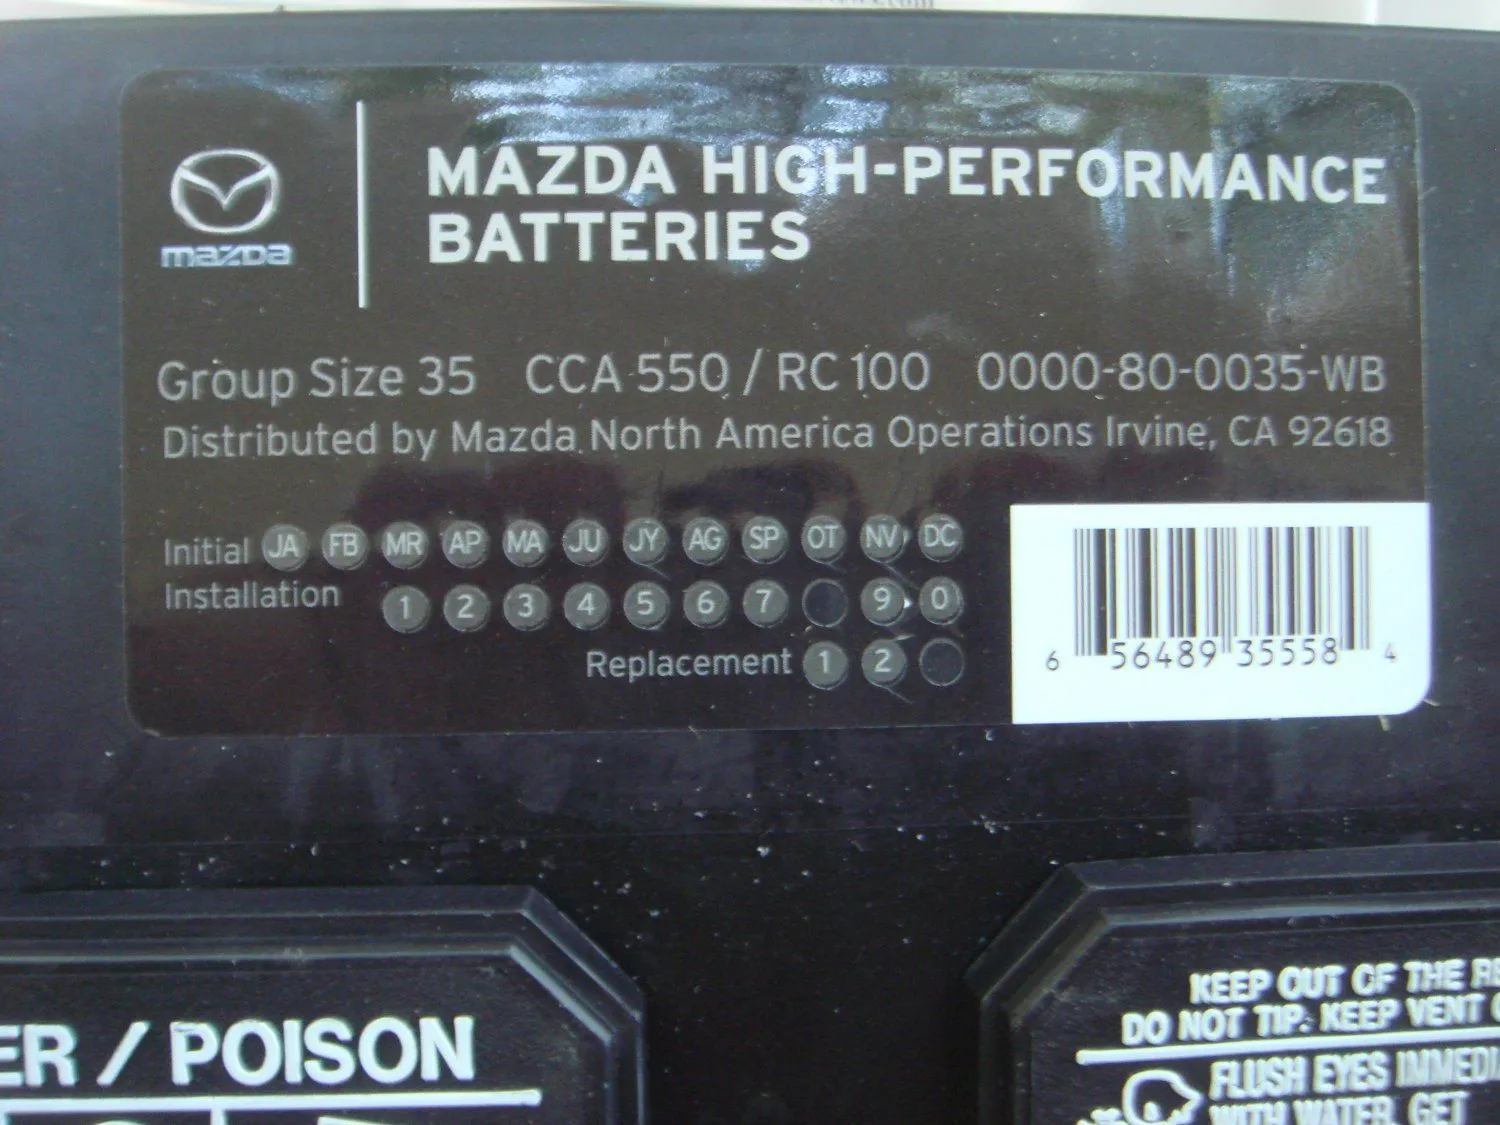 mazda
MAZDA HIGH-PERFORMANCE
BATTERIES
Group Size 35 CCA 550 / RC 100 0000-80-0035-WB
Distributed by Mazda North America Operations Irvine, CA 92618
Initial JA FB MR AP MA JU JY AG SP OT NV DC
Installation 1 2 3 4 5 6 7 9 0
Replacement 1 2
6 56489 35558 4
ER / POISON
KEEP OUT OF THE RE
DO NOT TIP. KEEP VENT
FLUSH EYES IMMEDI
WITH WATER, GET